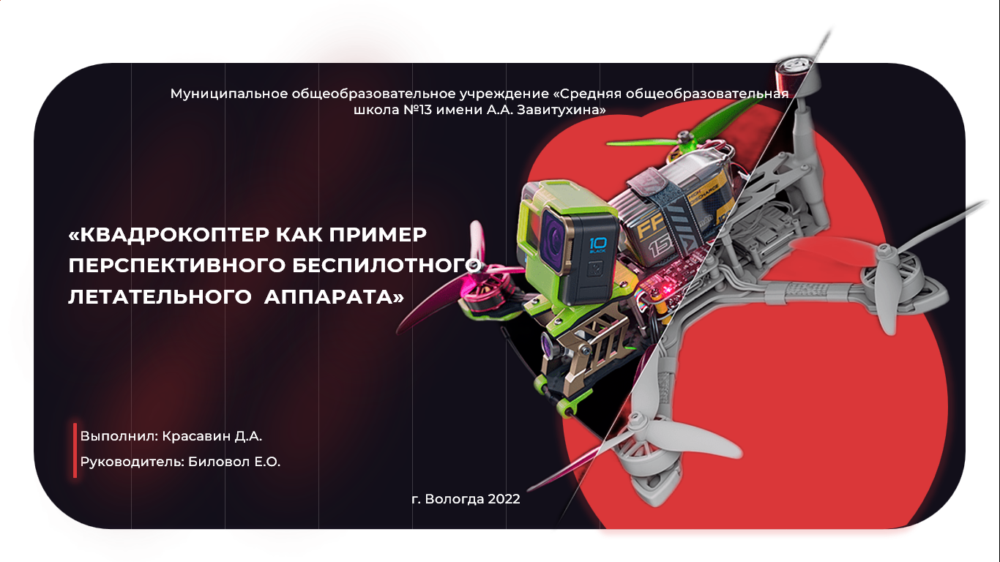 Муниципальное общеобразовательное учреждение «Средняя общеобразовательная
школа №13 имени А.А. Завитухина»
«КВАДРОКОПТЕР КАК ПРИМЕР
ПЕРСПЕКТИВНОГО БЕСПИЛОТНОГО
ЛЕТАТЕЛЬНОГО  АППАРАТА»
10
BLACK
15
Выполнил: Красавин Д.А.
Руководитель: Биловол Е.О.
г. Вологда 2022